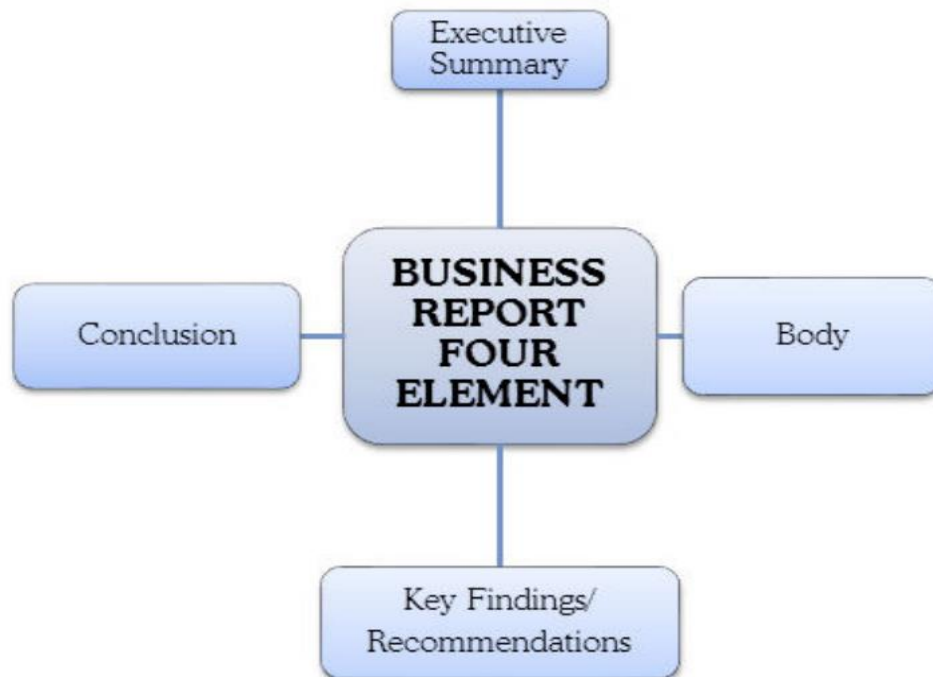 Executive
Summary
BUSINESS
REPORT
FOUR
ELEMENT
Conclusion
Body
Key Findings/
Recommendations